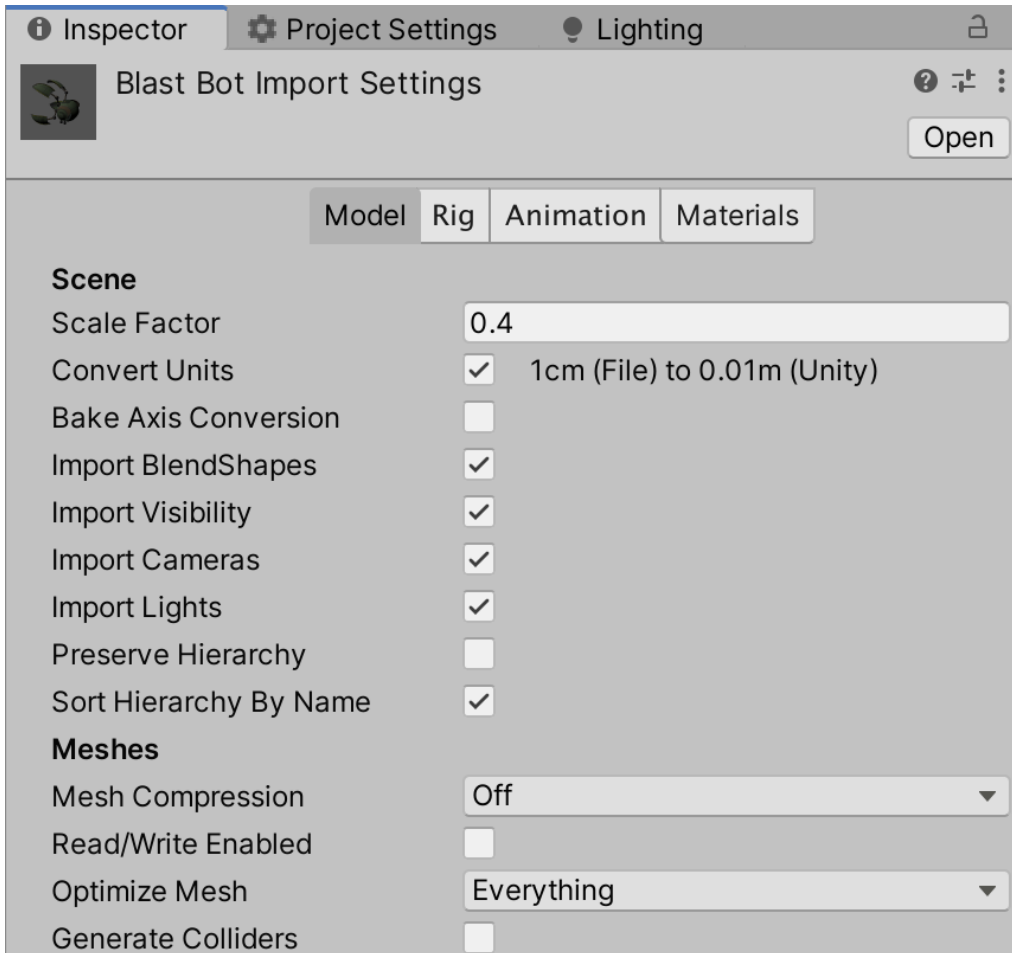 Inspector Project Settings Lighting
Blast Bot Import Settings
Open
Model Rig Animation Materials
Scene
Scale Factor 0.4
Convert Units 1cm (File) to 0.01m (Unity)
Bake Axis Conversion
Import BlendShapes
Import Visibility
Import Cameras
Import Lights
Preserve Hierarchy
Sort Hierarchy By Name
Meshes
Mesh Compression Off
Read/Write Enabled
Optimize Mesh Everything
Generate Colliders